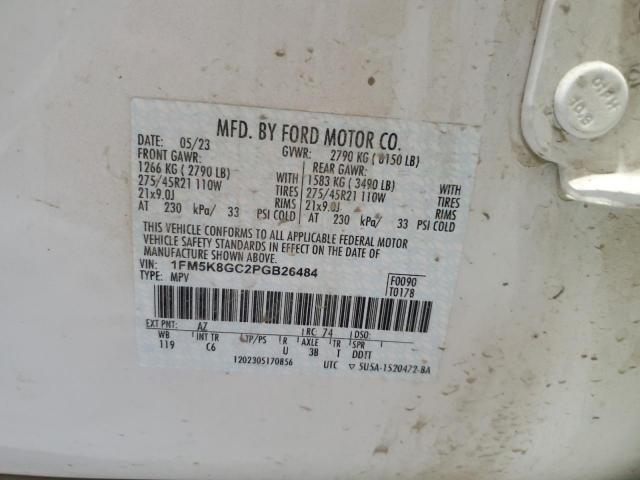 MFD. BY FORD MOTOR CO.
DATE: 05/23 GVWR: 2790 KG ( 6150 LB)
FRONT GAWR: REAR GAWR:
1266 KG ( 2790 LB) WITH 1583 KG ( 3490 LB) WITH
275/45R21 110W TIRES 275/45R21 110W TIRES
21x9.0J RIMS 21x9.0J RIMS
AT 230 kPa/ 33 PSI COLD AT 230 kPa/ 33 PSI COLD
THIS VEHICLE CONFORMS TO ALL APPLICABLE FEDERAL MOTOR
VEHICLE SAFETY STANDARDS IN EFFECT ON THE DATE OF
MANUFACTURE SHOWN ABOVE.
VIN: 1FM5K8GC2PGB26484
TYPE: MPV
F0090
T0178
EXT PNT: AZ RC: 74 DSO:
WB INT TR TP/PS R AXLE TR SPR
119 C6 U 3B T DDTT
1202305170856 UTC 5U5A-1520472-BA